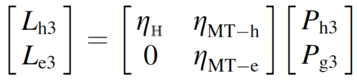 [L_h3] = [η_H η_MT−h] [P_h3]
[L_e3] = [0 η_MT−e] [P_g3]